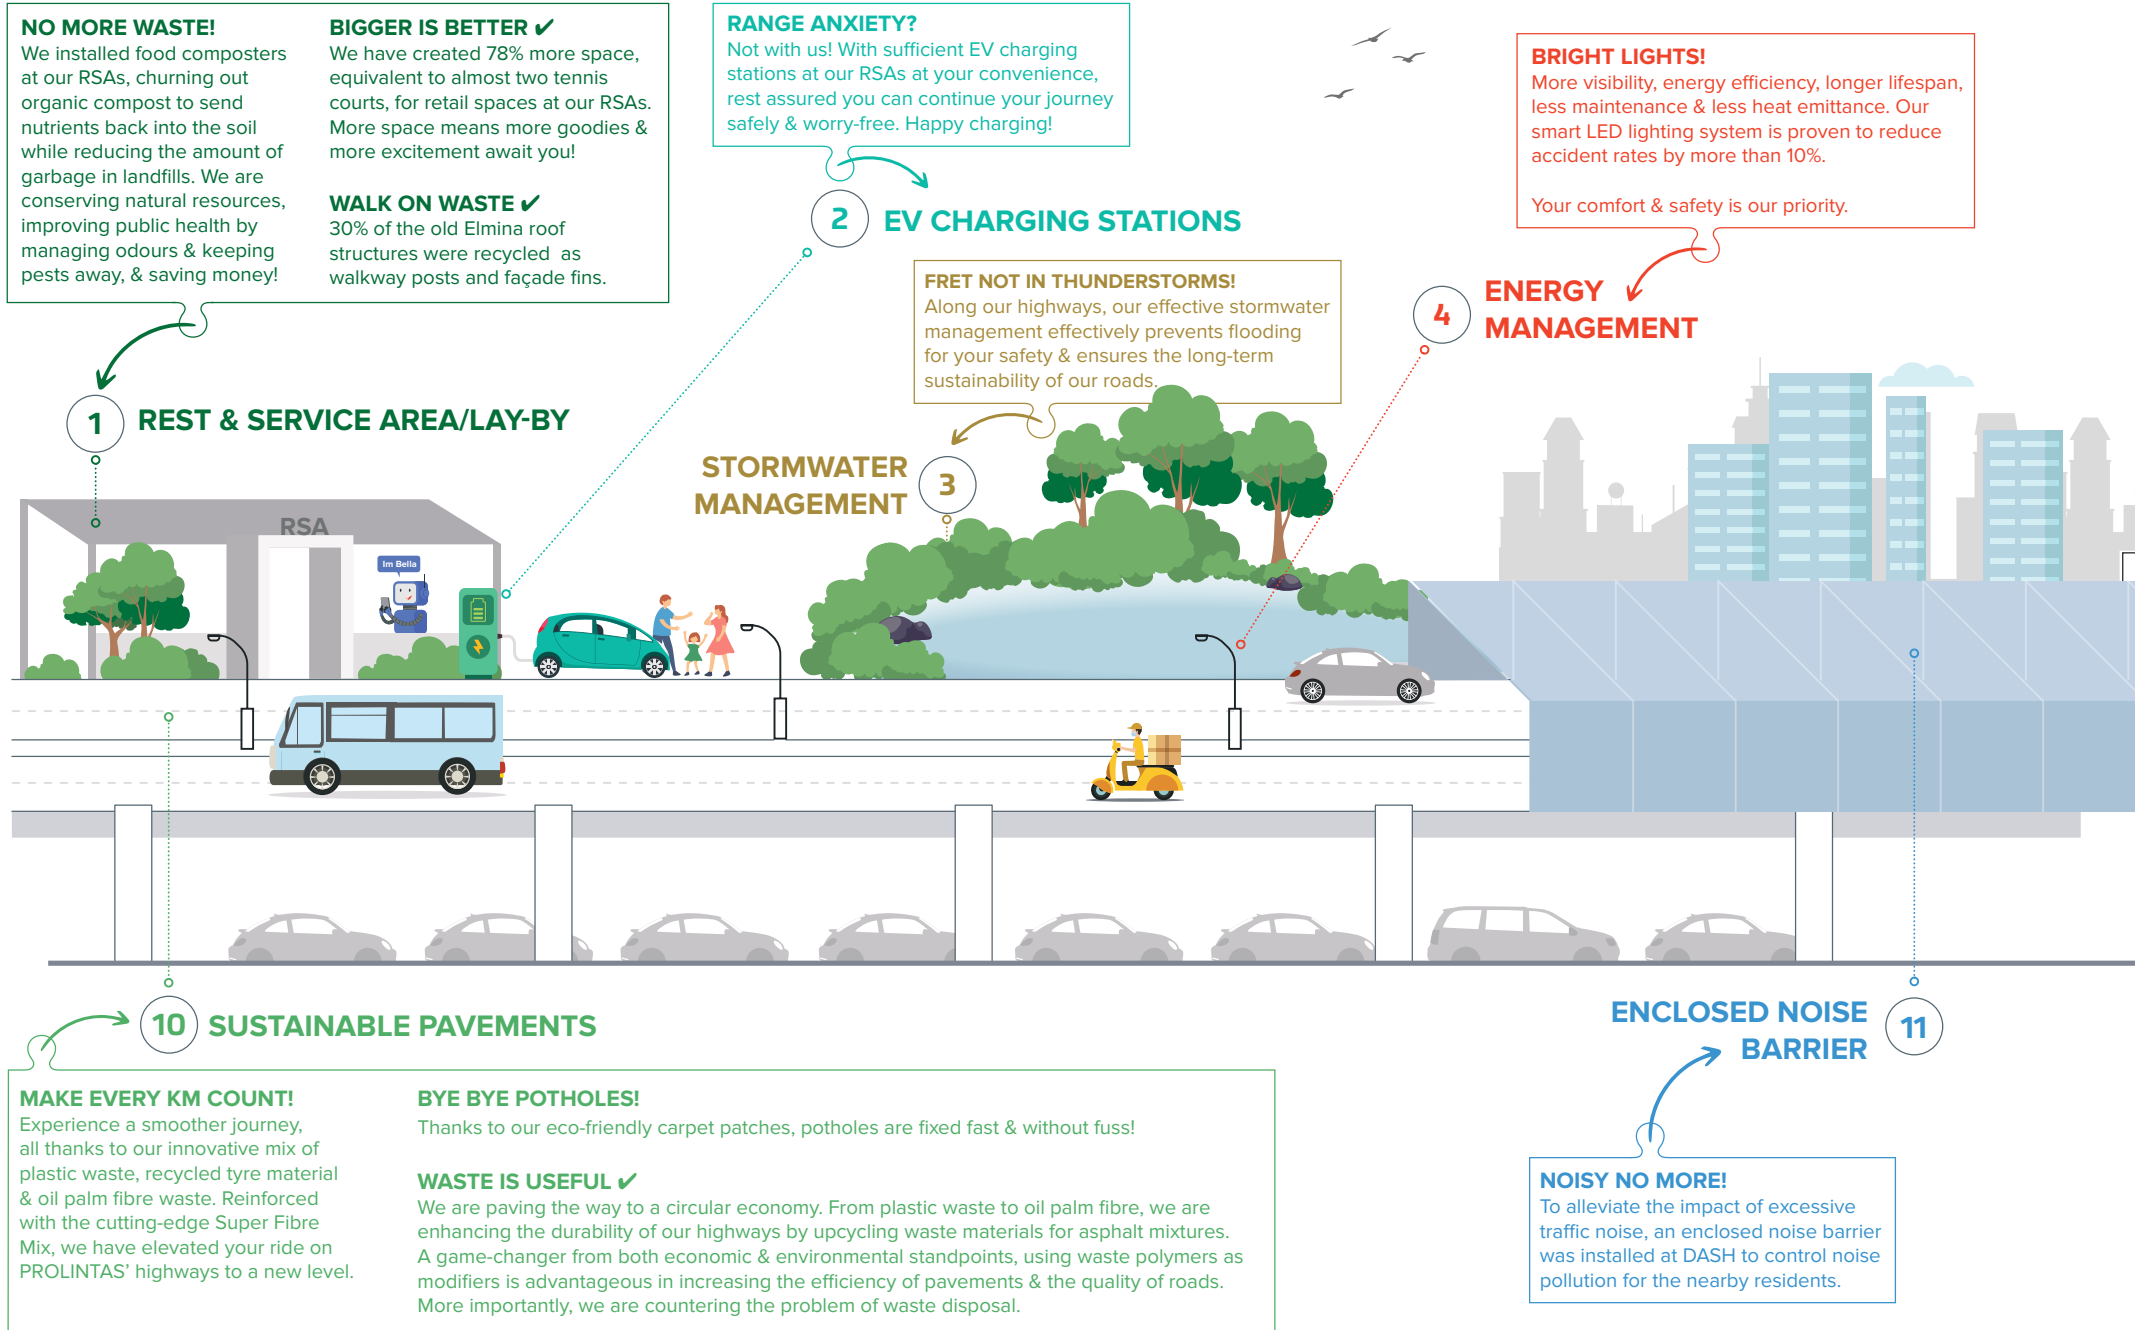 NO MORE WASTE!
We installed food composters
at our RSAs, churning out
organic compost to send
nutrients back into the soil
while reducing the amount of
garbage in landfills. We are
conserving natural resources,
improving public health by
managing odours & keeping
pests away, & saving money!
BIGGER IS BETTER ✔
We have created 78% more space,
equivalent to almost two tennis
courts, for retail spaces at our RSAs.
More space means more goodies &
more excitement await you!
WALK ON WASTE ✔
30% of the old Elmina roof
structures were recycled as
walkway posts and façade fins.
1
REST & SERVICE AREA/LAY-BY
RANGE ANXIETY?
Not with us! With sufficient EV charging
stations at our RSAs at your convenience,
rest assured you can continue your journey
safely & worry-free. Happy charging!
2
EV CHARGING STATIONS
FRET NOT IN THUNDERSTORMS!
Along our highways, our effective stormwater
management effectively prevents flooding
for your safety & ensures the long-term
sustainability of our roads.
STORMWATER
MANAGEMENT
3
BRIGHT LIGHTS!
More visibility, energy efficiency, longer lifespan,
less maintenance & less heat emittance. Our
smart LED lighting system is proven to reduce
accident rates by more than 10%.
Your comfort & safety is our priority.
4
ENERGY
MANAGEMENT
RSA
Im Bella
10
SUSTAINABLE PAVEMENTS
MAKE EVERY KM COUNT!
Experience a smoother journey,
all thanks to our innovative mix of
plastic waste, recycled tyre material
& oil palm fibre waste. Reinforced
with the cutting-edge Super Fibre
Mix, we have elevated your ride on
PROLINTAS' highways to a new level.
BYE BYE POTHOLES!
Thanks to our eco-friendly carpet patches, potholes are fixed fast & without fuss!
WASTE IS USEFUL ✔
We are paving the way to a circular economy. From plastic waste to oil palm fibre, we are
enhancing the durability of our highways by upcycling waste materials for asphalt mixtures.
A game-changer from both economic & environmental standpoints, using waste polymers as
modifiers is advantageous in increasing the efficiency of pavements & the quality of roads.
More importantly, we are countering the problem of waste disposal.
ENCLOSED NOISE
BARRIER
11
NOISY NO MORE!
To alleviate the impact of excessive
traffic noise, an enclosed noise barrier
was installed at DASH to control noise
pollution for the nearby residents.